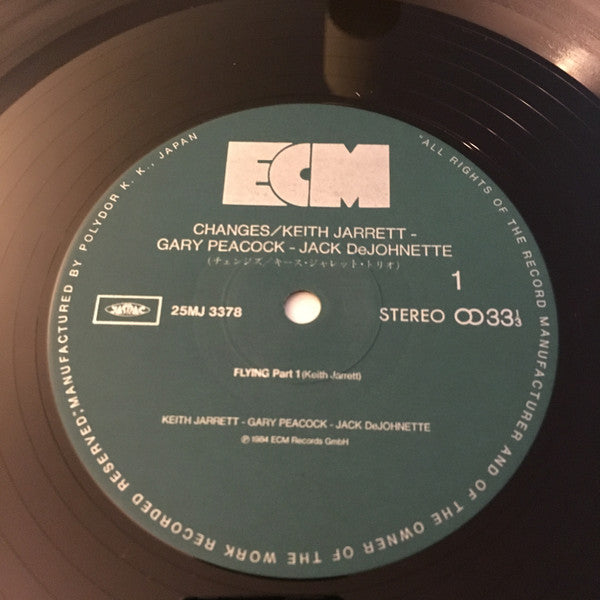 ECM
CHANGES/KEITH JARRETT -
GARY PEACOCK - JACK DeJOHNETTE
(チェンジズ/キース・ジャレット・トリオ)
1
JASRAC
25MJ 3378
STEREO 33⅓
FLYING Part 1 (Keith Jarrett)
KEITH JARRETT - GARY PEACOCK - JACK DeJOHNETTE
℗ 1984 ECM Records GmbH
"ALL RIGHTS OF THE RECORD MANUFACTURER AND OF THE OWNER OF THE WORK RECORDED RESERVED: MANUFACTURED BY POLYDOR K. K., JAPAN